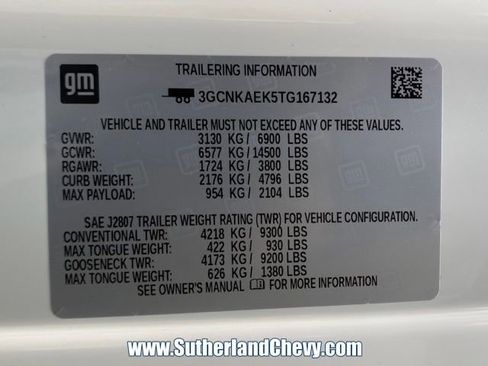 gm
TRAILERING INFORMATION
3GCNKAEK5TG167132
VEHICLE AND TRAILER MUST NOT EXCEED ANY OF THESE VALUES.
GVWR: 3130 KG / 6900 LBS
GCWR: 6577 KG / 14500 LBS
RGAWR: 1724 KG / 3800 LBS
CURB WEIGHT: 2176 KG / 4796 LBS
MAX PAYLOAD: 954 KG / 2104 LBS
SAE J2807 TRAILER WEIGHT RATING (TWR) FOR VEHICLE CONFIGURATION.
CONVENTIONAL TWR: 4218 KG / 9300 LBS
MAX TONGUE WEIGHT: 422 KG / 930 LBS
GOOSENECK TWR: 4173 KG / 9200 LBS
MAX TONGUE WEIGHT: 626 KG / 1380 LBS
SEE OWNER'S MANUAL FOR MORE INFORMATION
www.SutherlandChevy.com